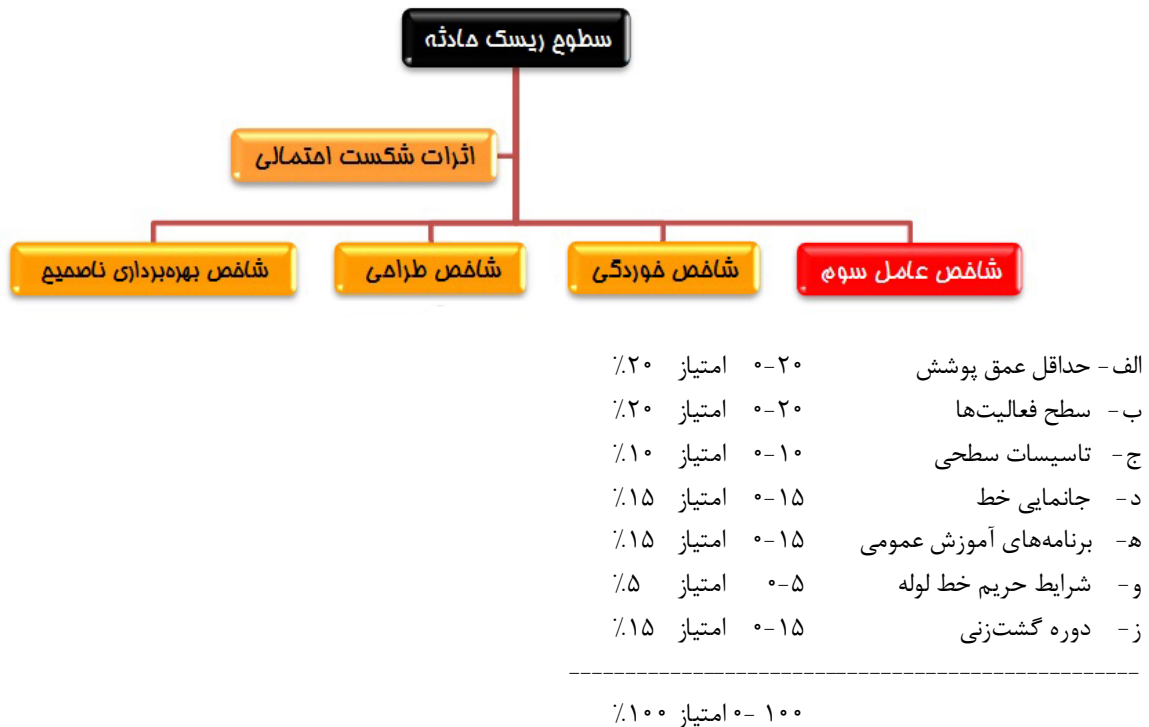 سطوح ریسک حادثه
اثرات شکست احتمالی
شاخص عامل سوم
شاخص خوردگی
شاخص طراحی
شاخص بهره‌برداری ناصحیح
الف- حداقل عمق پوشش ۰-۲۰ امتیاز ۲۰٪
ب- سطح فعالیت‌ها ۰-۲۰ امتیاز ۲۰٪
ج- تاسیسات سطحی ۰-۱۰ امتیاز ۱۰٪
د- جانمایی خط ۰-۱۵ امتیاز ۱۵٪
ه- برنامه‌های آموزش عمومی ۰-۱۵ امتیاز ۱۵٪
و- شرایط حریم خط لوله ۰-۵ امتیاز ۵٪
ز- دوره گشت‌زنی ۰-۱۵ امتیاز ۱۵٪
۰-۱۰۰ امتیاز ۱۰۰٪